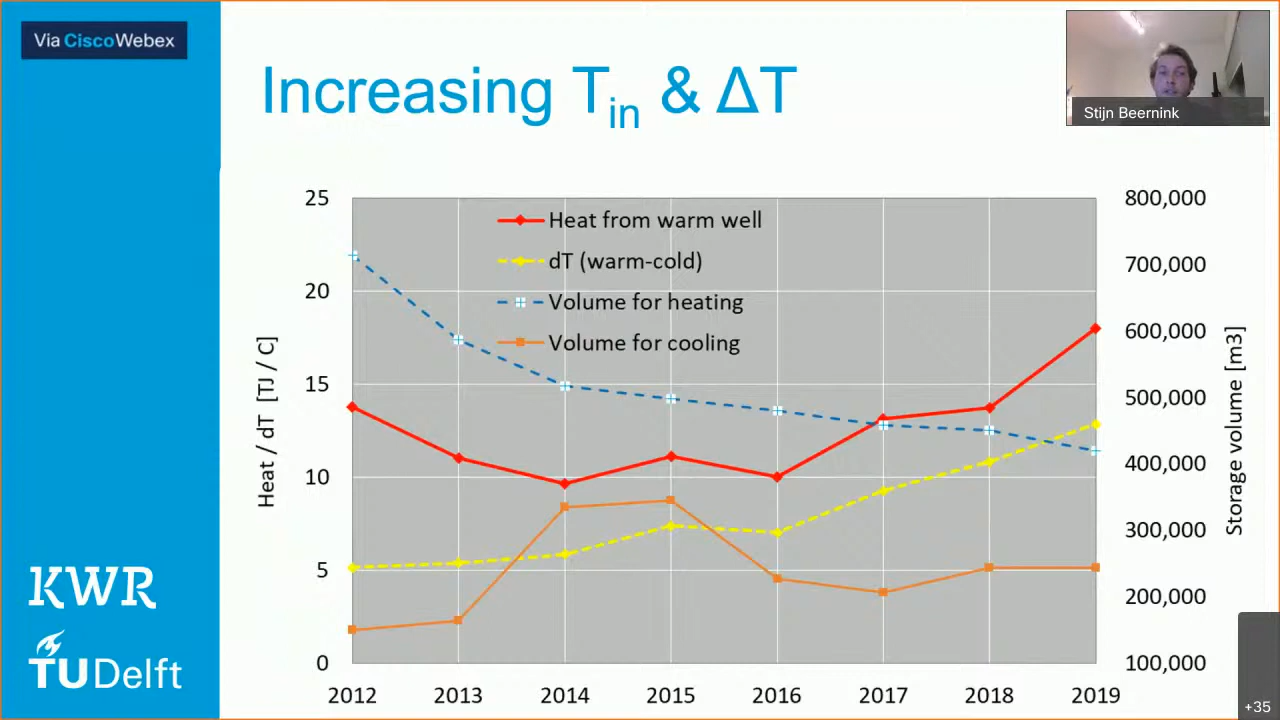 Via Cisco Webex
Increasing Tin & ΔT
Stijn Beernink
Heat from warm well
dT (warm-cold)
Volume for heating
Volume for cooling
Heat / dT [TJ / C]
25
20
15
10
5
0
Storage volume [m3]
800,000
700,000
600,000
500,000
400,000
300,000
200,000
100,000
2012 2013 2014 2015 2016 2017 2018 2019
KWR
TUDelft
+35